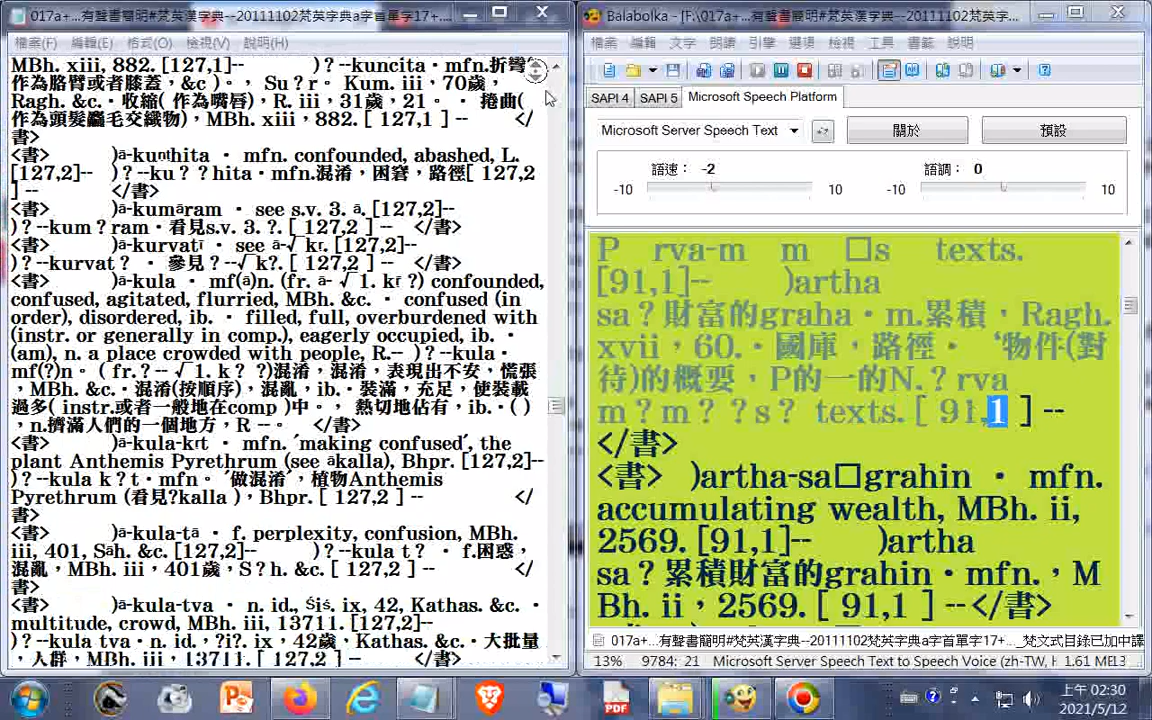 017a+...有聲書簡明#梵英漢字典--20111102梵英字典a字首單字17+...
檔案(F) 編輯(E) 格式(O) 檢視(V) 說明(H)
MBh. xiii, 882. [127,1]-- )?--kuncita‧mfn.折彎
作為胳臂或者膝蓋,&c )。, Su?r。 Kum. iii,70歲,
Ragh. &c.‧收縮( 作為嘴唇), R. iii,31歲,21。‧捲曲(
作為頭髮鬣毛交織物), MBh. xiii,882. [ 127,1 ] -- </
書>
<書> )ā-kuṇṭhita ‧ mfn. confounded, abashed, L.
[127,2]-- )?--ku??hita‧mfn.混淆,困窘,路徑[ 127,2
] -- </書>
<書> )ā-kumāram ‧ see s.v. 3. ā. [127,2]--
)?--kum?ram‧看見s.v. 3.?. [ 127,2 ] -- </書>
<書> )ā-kurvatī ‧ see ā-√ kṛ. [127,2]--
)?--kurvat?‧參見?--√k?. [ 127,2 ] -- </書>
<書> )ā-kula ‧ mf(ā)n. (fr. ā-√ 1. kṝ ?) confounded,
confused, agitated, flurried, MBh. &c. ‧ confused (in
order), disordered, ib. ‧ filled, full, overburdened with
(instr. or generally in comp.), eagerly occupied, ib. ‧
(am), n. a place crowded with people, R.-- )?--kula‧
mf(?)n。( fr.?--√ 1. k??)混淆,混淆,表現出不安,慌張
,MBh. &c.‧混淆(按順序),混亂,ib.‧裝滿,充足,使裝載
過多( instr.或者一般地在comp )中。,熱切地佔有,ib.‧( )
,n.擠滿人們的一個地方,R --。 </書>
<書> )ā-kula-kṛt ‧ mfn. 'making confused', the
plant Anthemis Pyrethrum (see ākalla), Bhpr. [127,2]--
)?--kula k?t‧mfn。'做混淆',植物Anthemis
Pyrethrum (看見?kalla ), Bhpr. [ 127,2 ] -- </
書>
<書> )ā-kula-tā ‧ f. perplexity, confusion, MBh.
iii, 401, Sāh. &c. [127,2]-- )?--kula t?‧f.困惑,
混亂,MBh. iii,401歲,S?h. &c. [ 127,2 ] -- </
書>
<書> )ā-kula-tva ‧ n. id., Śiś. ix, 42, Kathas. &c. ‧
multitude, crowd, MBh. iii, 13711. [127,2]--
)?--kula tva‧n. id.,?i?. ix,42歲,Kathas. &c.‧大批量
,人群,MBh. iii,13711. [ 127,2 ] -- </書>
Balabolka - [F:\017a+...有聲書簡明#梵英漢字典--20111102梵英字...
檔案 編輯 文字 朗讀 引擎 選項 檢視 工具 書籤 說明
SAPI 4 SAPI 5 Microsoft Speech Platform
Microsoft Server Speech Text 關於 預設
語速: -2 語調: 0
-10 10 -10 10
P rva-m m □s texts.
[91,1]-- )artha
sa?財富的graha‧m.累積,Ragh.
xvii,60.‧國庫,路徑‧‘物件(對
待)的概要,P的一的N.?rva
m?m??s? texts. [ 91,1 ] --
</書>
<書> )artha-sa□grahin ‧ mfn.
accumulating wealth, MBh. ii,
2569. [91,1]-- )artha
sa?累積財富的grahin‧mfn.,M
Bh. ii,2569. [ 91,1 ] --</書>
017a+...有聲書簡明#梵英漢字典--20111102梵英字典a字首單字17+..._梵文式目錄已加中譯
13% 9784: 21 Microsoft Server Speech Text to Speech Voice (zh-TW, H 1.61 MB
上午 02:30
2021/5/12